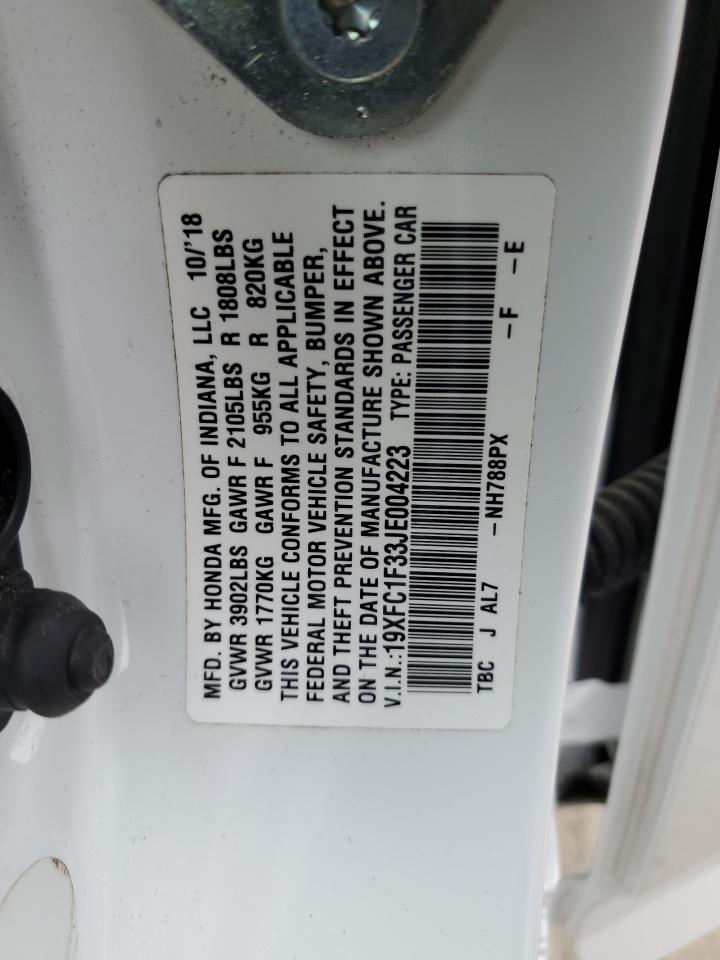 MFD. BY HONDA MFG. OF INDIANA, LLC 10/'18
GVWR 3902LBS GAWR F 2105LBS R 1808LBS
GVWR 1770KG GAWR F 955KG R 820KG
THIS VEHICLE CONFORMS TO ALL APPLICABLE
FEDERAL MOTOR VEHICLE SAFETY, BUMPER,
AND THEFT PREVENTION STANDARDS IN EFFECT
ON THE DATE OF MANUFACTURE SHOWN ABOVE.
V.I.N.:19XFC1F33JE004223 TYPE: PASSENGER CAR
TBC J AL7 -NH788PX -F -E